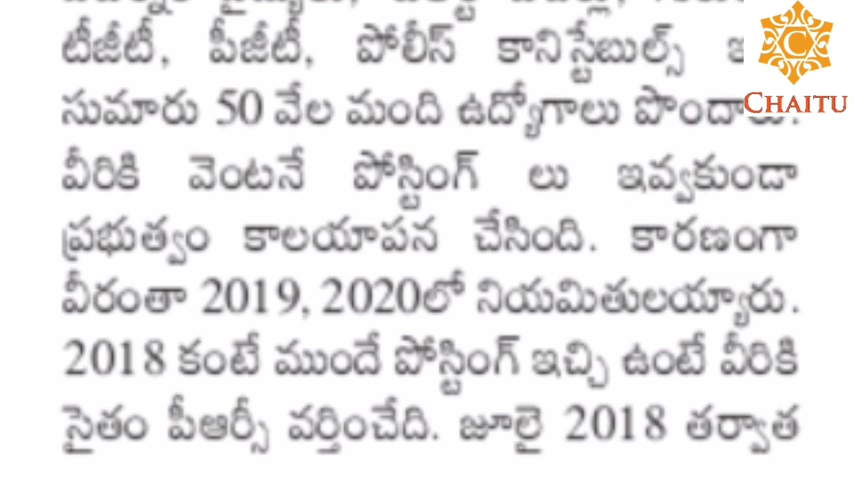 టీజీటీ, పీజీటీ, పోలీస్ కానిస్టేబుల్స్
CHAITU
సుమారు 50 వేల మంది ఉద్యోగాలు పొందారు.
వీరికి వెంటనే పోస్టింగ్ లు ఇవ్వకుండా
ప్రభుత్వం కాలయాపన చేసింది. కారణంగా
వీరంతా 2019, 2020లో నియమితులయ్యారు.
2018 కంటే ముందే పోస్టింగ్ ఇచ్చి ఉంటే వీరికి
సైతం పీఆర్సీ వర్తించేది. జూలై 2018 తర్వాత